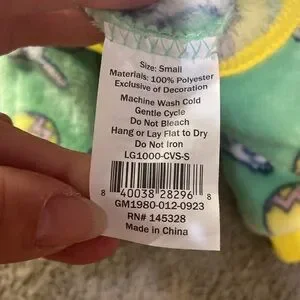 Size: Small
Materials: 100% Polyester
Exclusive of Decoration
Machine Wash Cold
Gentle Cycle
Do Not Bleach
Hang or Lay Flat to Dry
Do Not Iron
LG1000-CVS-S
8 40038 28296 8
GM1980-012-0923
RN# 145328
Made in China